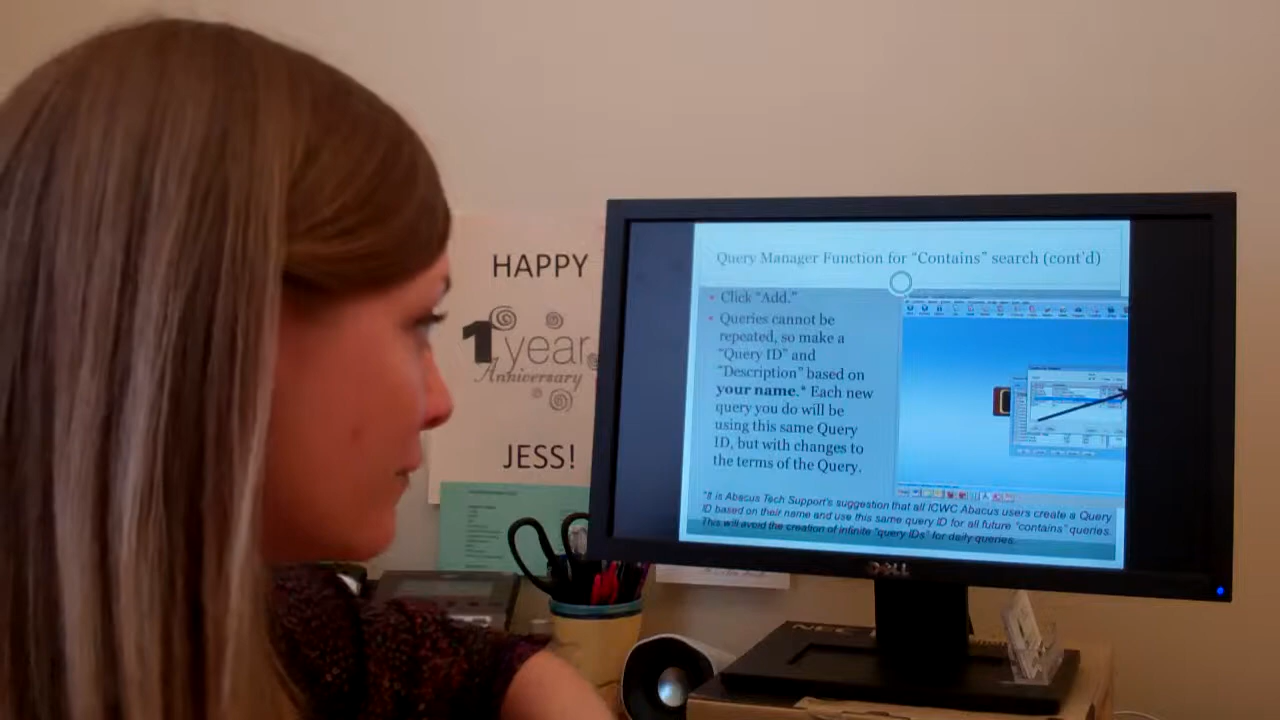 HAPPY
1 year
Anniversary
JESS!
Query Manager Function for “Contains” search (cont’d)
• Click “Add.”
• Queries cannot be
repeated, so make a
“Query ID” and
“Description” based on
your name.* Each new
query you do will be
using this same Query
ID, but with changes to
the terms of the Query.
*It is Abacus Tech Support’s suggestion that all ICWC Abacus users create a Query
ID based on their name and use this same query ID for all future “contains” queries.
This will avoid the creation of infinite “query IDs” for daily queries.
DELL
NEC